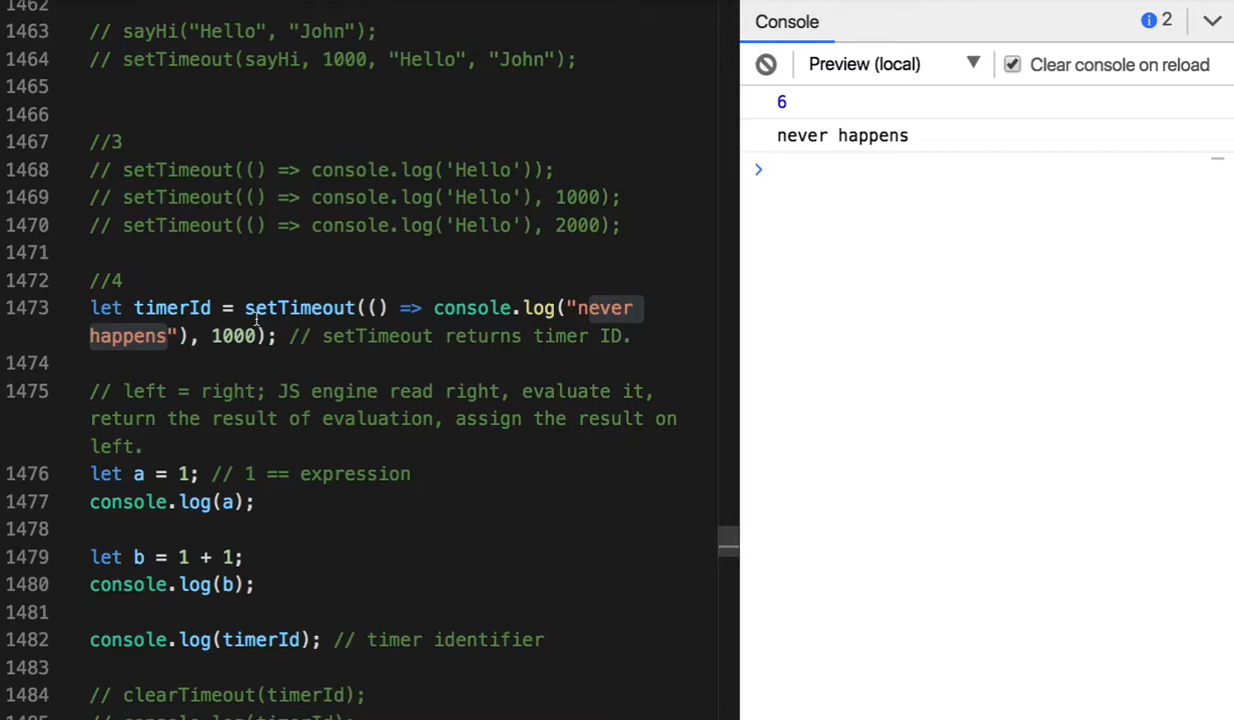 1462
1463 // sayHi("Hello", "John");
1464 // setTimeout(sayHi, 1000, "Hello", "John");
1465
1466
1467 //3
1468 // setTimeout(() => console.log('Hello'));
1469 // setTimeout(() => console.log('Hello'), 1000);
1470 // setTimeout(() => console.log('Hello'), 2000);
1471
1472 //4
1473 let timerId = setTimeout(() => console.log("never
happens"), 1000); // setTimeout returns timer ID.
1474
1475 // left = right; JS engine read right, evaluate it,
return the result of evaluation, assign the result on
left.
1476 let a = 1; // 1 == expression
1477 console.log(a);
1478
1479 let b = 1 + 1;
1480 console.log(b);
1481
1482 console.log(timerId); // timer identifier
1483
1484 // clearTimeout(timerId);
1485 // console.log(timerId);
Console
2
Preview (local)
Clear console on reload
6
never happens